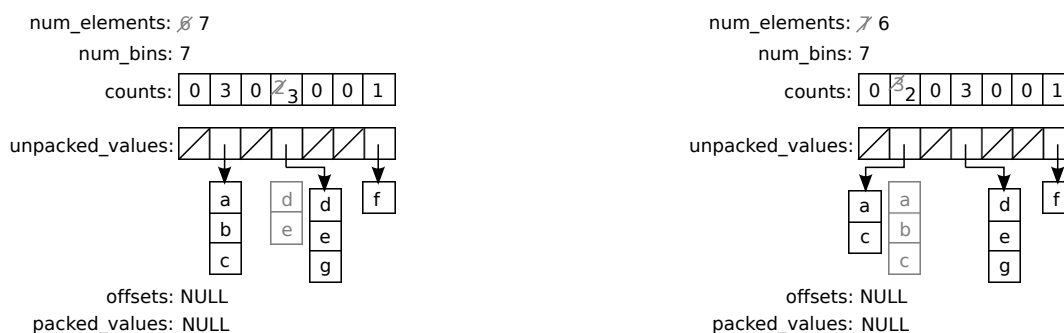 num_elements: 6 7
num_bins: 7
counts: 0 3 0 2 3 0 0 1
unpacked_values:
a
b
c
d
e
d
e
g
f
offsets: NULL
packed_values: NULL
num_elements: 7 6
num_bins: 7
counts: 0 3 2 0 3 0 0 1
unpacked_values:
a
c
a
b
c
d
e
g
f
offsets: NULL
packed_values: NULL